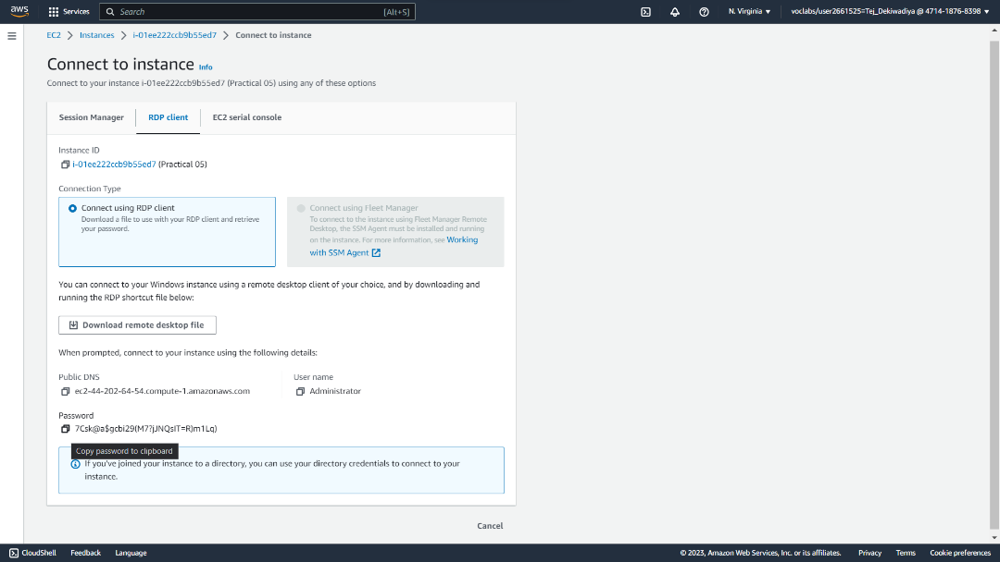 aws Services Search [Alt+S] N. Virginia voclabs/user2661525=Tej_Dekiwadiya @ 4714-1876-8398
EC2 Instances i-01ee222ccb9b55ed7 Connect to instance
Connect to instance Info
Connect to your instance i-01ee222ccb9b55ed7 (Practical 05) using any of these options
Session Manager RDP client EC2 serial console
Instance ID
i-01ee222ccb9b55ed7 (Practical 05)
Connection Type
Connect using RDP client
Download a file to use with your RDP client and retrieve
your password.
Connect using Fleet Manager
To connect to the instance using Fleet Manager Remote
Desktop, the SSM Agent must be installed and running
on the instance. For more information, see Working
with SSM Agent
You can connect to your Windows instance using a remote desktop client of your choice, and by downloading and
running the RDP shortcut file below:
Download remote desktop file
When prompted, connect to your instance using the following details:
Public DNS
ec2-44-202-64-54.compute-1.amazonaws.com
User name
Administrator
Password
7Csk@a$gcbi29(M7?jJNQsIT=R)m1Lq)
Copy password to clipboard
If you've joined your instance to a directory, you can use your directory credentials to connect to your
instance.
Cancel
CloudShell Feedback Language © 2023, Amazon Web Services, Inc. or its affiliates. Privacy Terms Cookie preferences